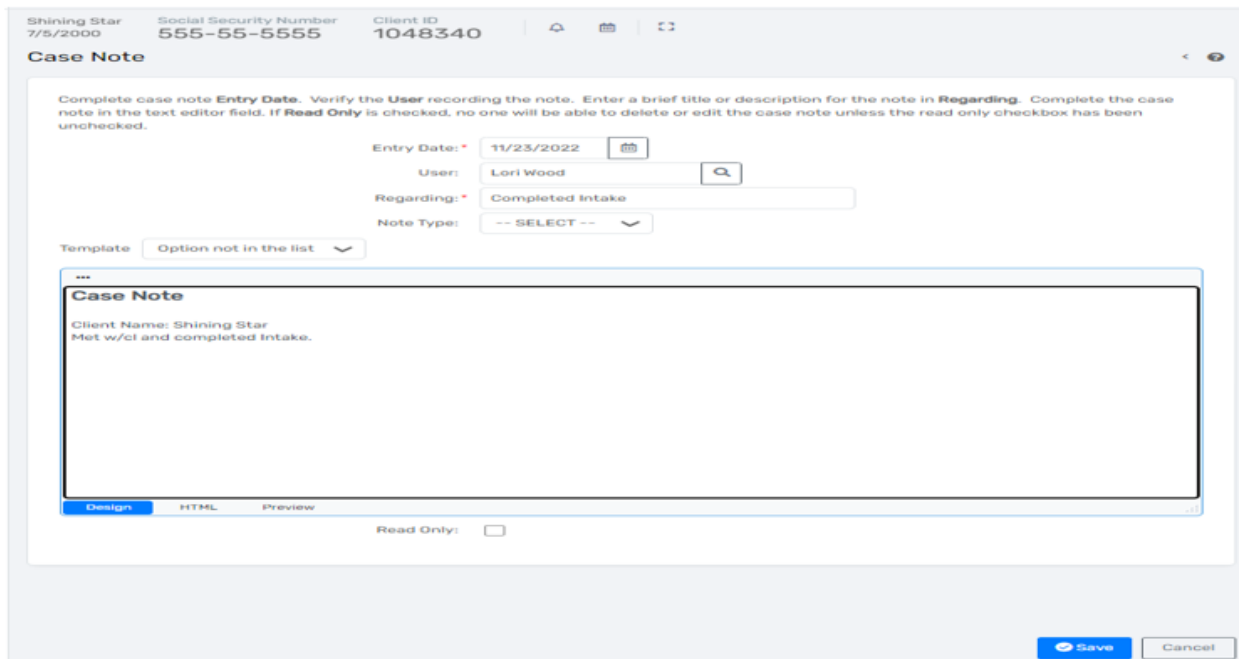 Shining Star Social Security Number Client ID
7/5/2000 555-55-5555 1048340
Case Note
Complete case note Entry Date. Verify the User recording the note. Enter a brief title or description for the note in Regarding. Complete the case
note in the text editor field. If Read Only is checked, no one will be able to delete or edit the case note unless the read only checkbox has been
unchecked.
Entry Date:* 11/23/2022
User: Lori Wood
Regarding:* Completed Intake
Note Type: -- SELECT --
Template Option not in the list
...
Case Note
Client Name: Shining Star
Met w/cl and completed Intake.
Design HTML Preview
Read Only:
Save Cancel